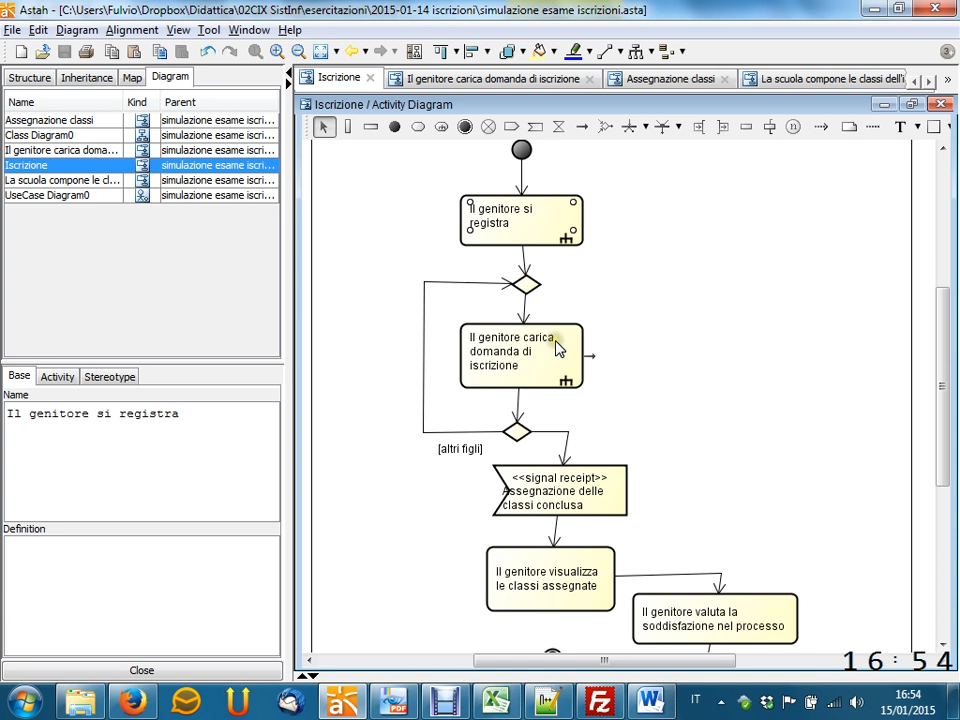 Astah - [C:\Users\Fulvio\Dropbox\Didattica\02CIX SistInf\esercitazioni\2015-01-14 iscrizioni\simulazione esame iscrizioni.asta]
File Edit Diagram Alignment View Tool Window Help
Structure Inheritance Map Diagram
Iscrizione Il genitore carica domanda di iscrizione Assegnazione classi La scuola compone le classi dell'i
Name Kind Parent
Assegnazione classi simulazione esame iscri...
Class Diagram0 simulazione esame iscri...
Il genitore carica doma... simulazione esame iscri...
Iscrizione simulazione esame iscri...
La scuola compone le cl... simulazione esame iscri...
UseCase Diagram0 simulazione esame iscri...
Base Activity Stereotype
Name
Il genitore si registra
Definition
Close
Iscrizione / Activity Diagram
T
Il genitore si
registra
Il genitore carica
domanda di
iscrizione
[altri figli]
<<signal receipt>>
Assegnazione delle
classi conclusa
Il genitore visualizza
le classi assegnate
Il genitore valuta la
soddisfazione nel processo
16:54
IT
16:54
15/01/2015